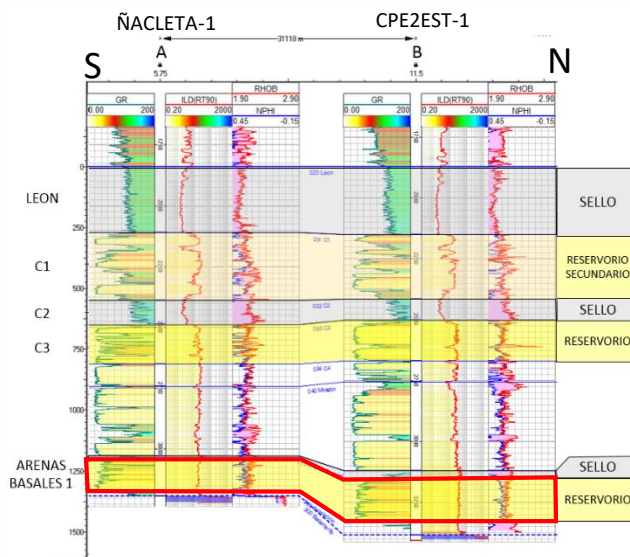 ÑACLETA-1
CPE2EST-1
31118 m
S
A
B
N
5.75
11.5
GR
0.00 200
ILD(RT90)
0.20 2000
RHOB
1.90 2.90
NPHI
0.45 -0.15
GR
0.00 200
ILD(RT90)
0.20 2000
RHOB
1.90 2.90
NPHI
0.45 -0.15
0
LEON
SELLO
250
C1
RESERVORIO
SECUNDARIO
500
C2
SELLO
C3
RESERVORIO
750
1000
ARENAS
BASALES 1
1250
SELLO
RESERVORIO
1500